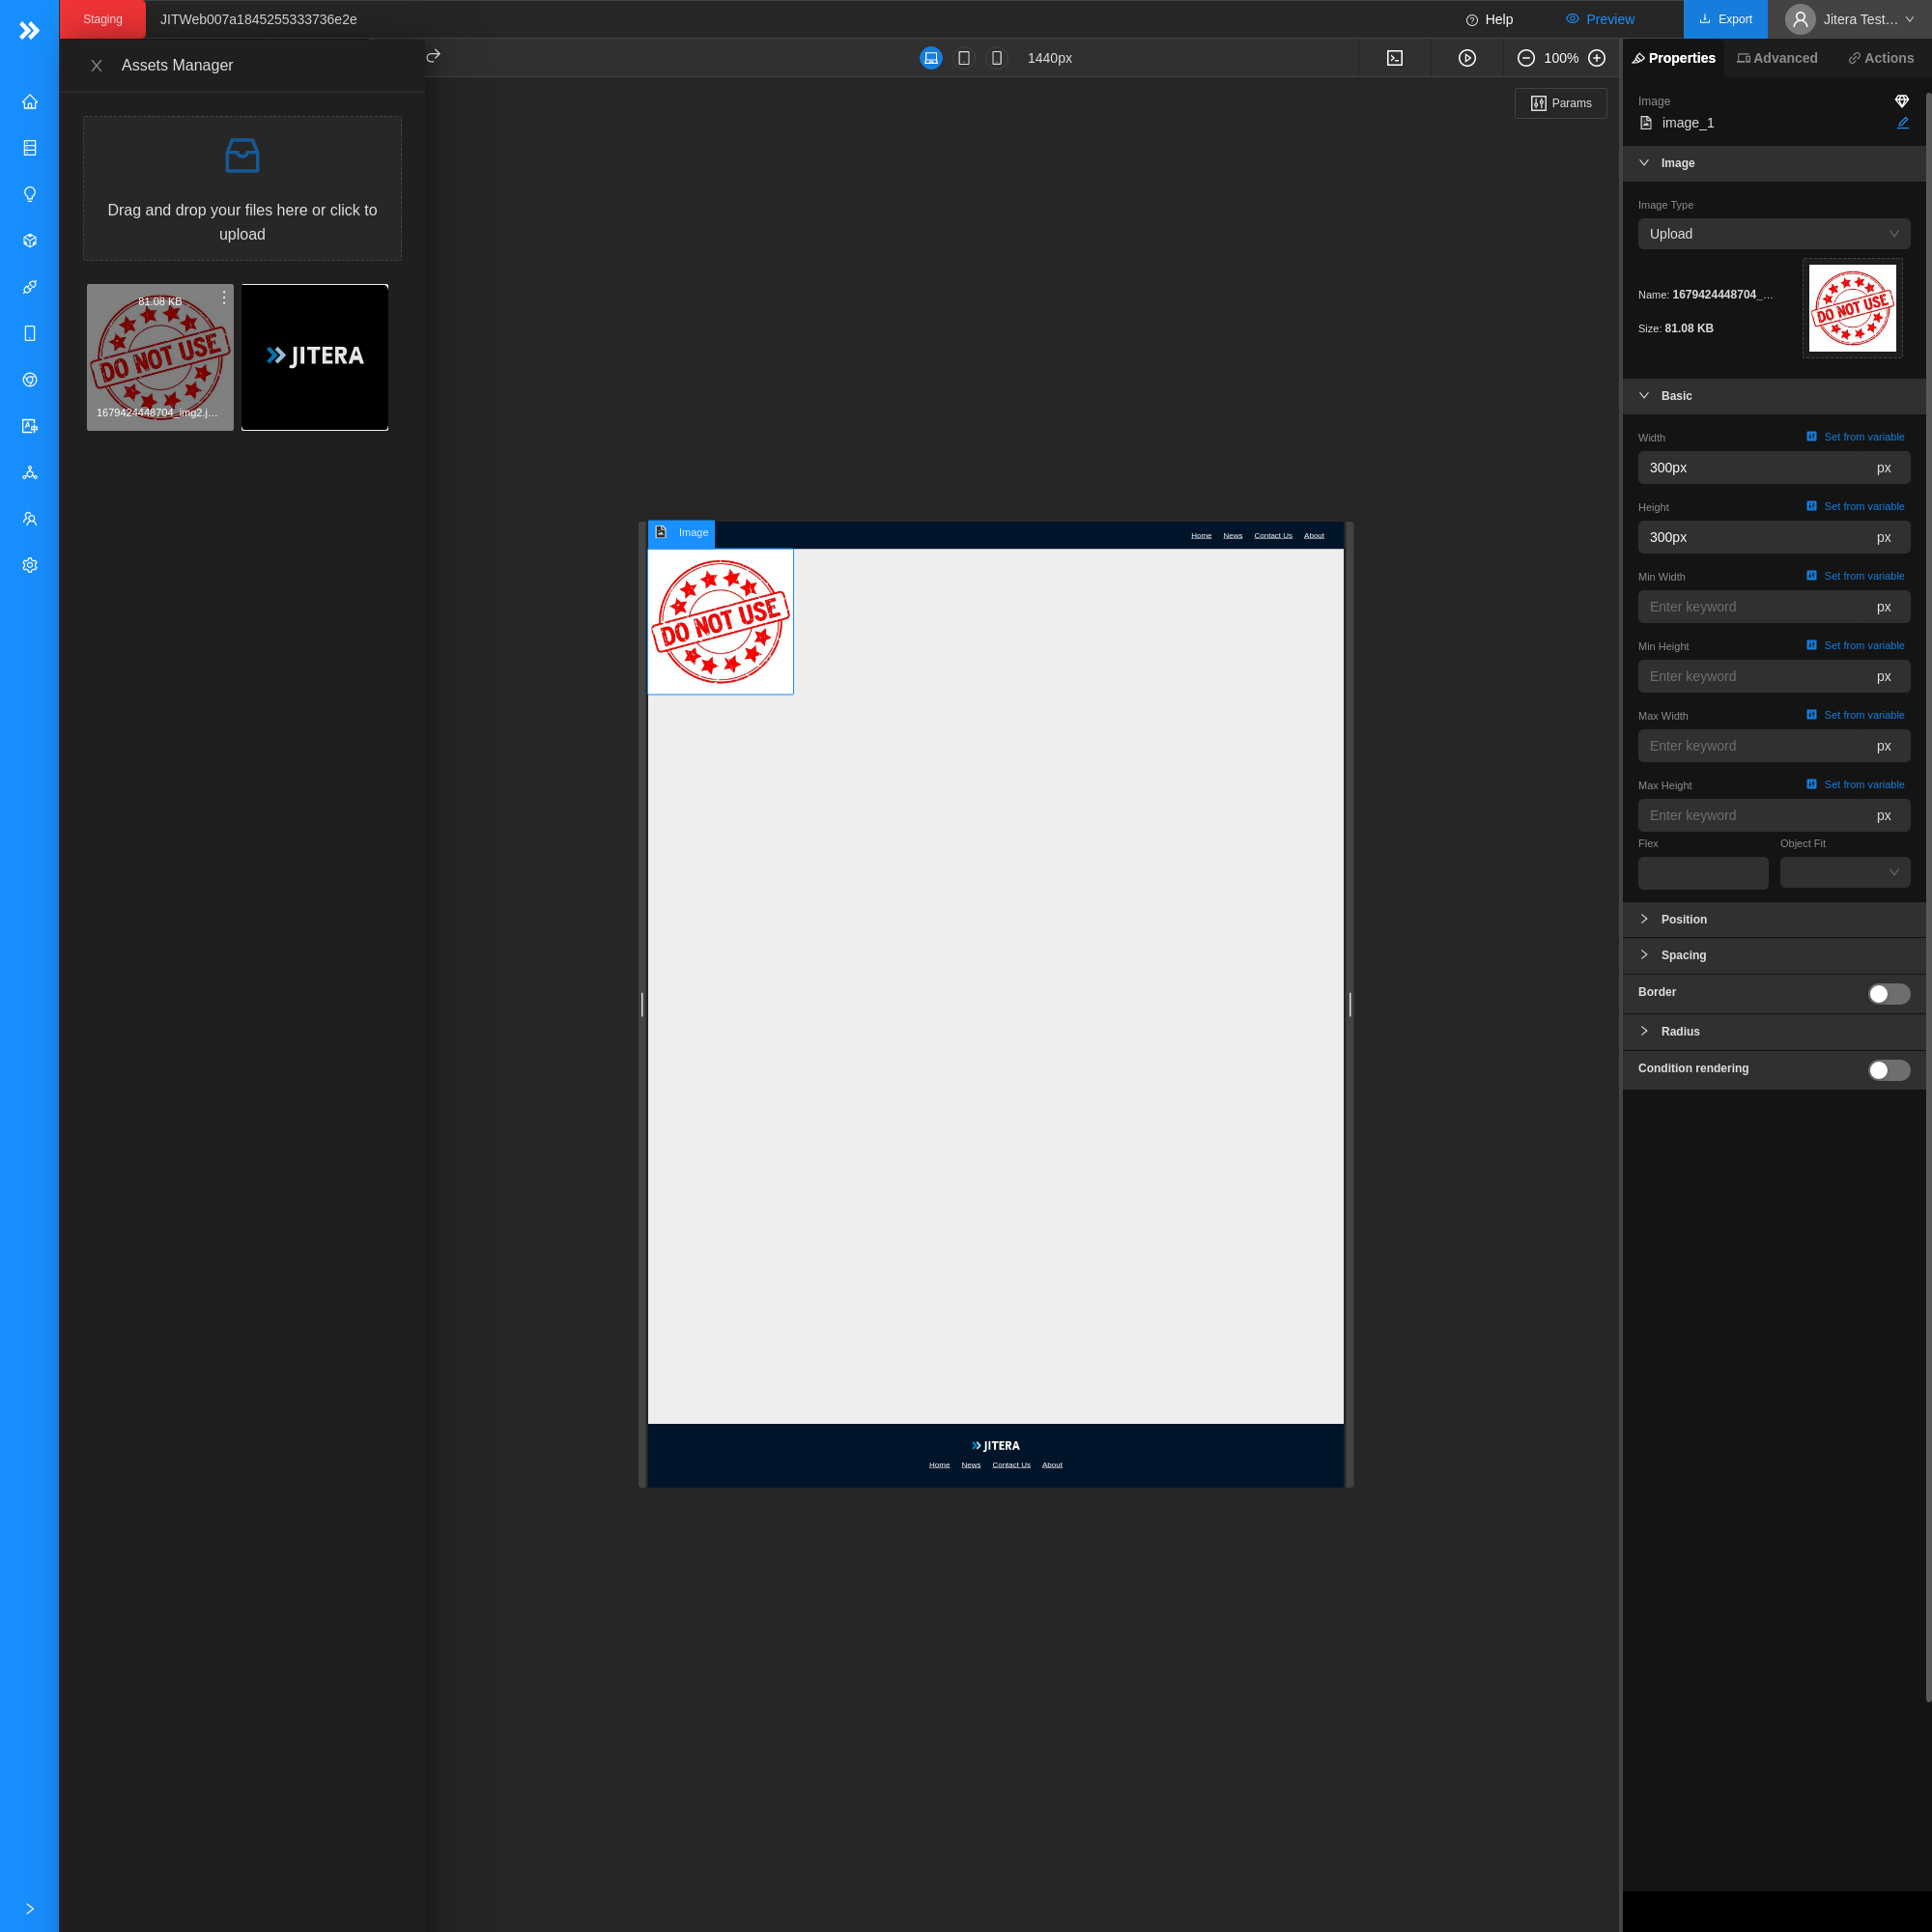 Staging
JITWeb007a1845255333736e2e
Help
Preview
Export
Jitera Test...
Assets Manager
1440px
100%
Properties
Advanced
Actions
Params
Drag and drop your files here or click to
upload
81.08 KB
DO NOT USE
1679424448704_img2.j...
JITERA
Image
Home
News
Contact Us
About
DO NOT USE
JITERA
Home
News
Contact Us
About
Image
image_1
Image
Image Type
Upload
Name: 1679424448704_...
Size: 81.08 KB
DO NOT USE
Basic
Width
Set from variable
300px
px
Height
Set from variable
300px
px
Min Width
Set from variable
Enter keyword
px
Min Height
Set from variable
Enter keyword
px
Max Width
Set from variable
Enter keyword
px
Max Height
Set from variable
Enter keyword
px
Flex
Object Fit
Position
Spacing
Border
Radius
Condition rendering